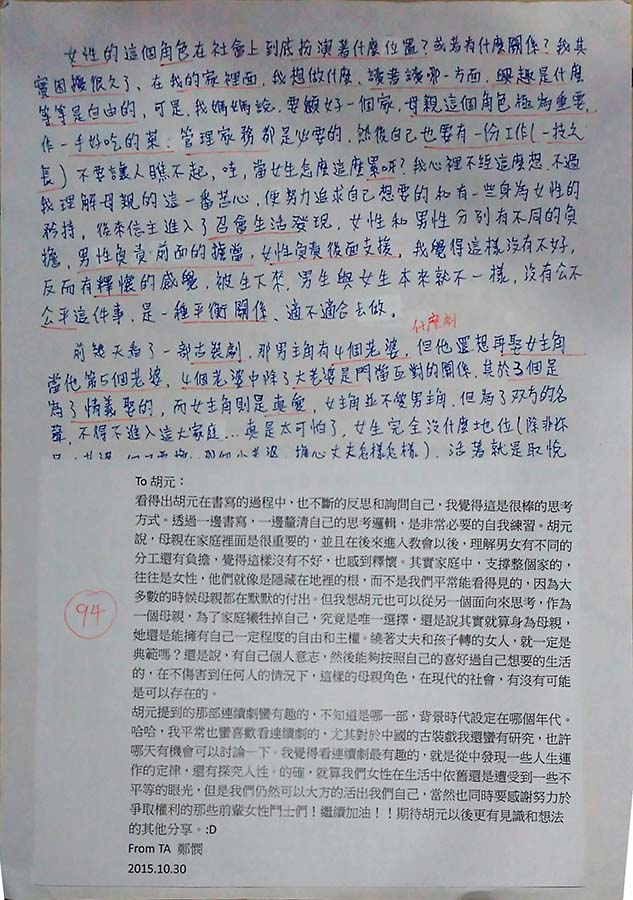 女性的這個角色在社會上到底扮演著什麼位置？或者有什麼關係？我其
實困擾很久了，在我的家裡面，我想做什麼、讀書讀哪一方面，興趣是什麼
等等是自由的，可是，我媽媽說，要顧好一個家，母親這個角色極為重要，
作一手好吃的菜、管理家務都是必要的，然後自己也要有一份工作(一技之
長)不要讓人瞧不起，哇，當女生怎麼這麼累呀？我心裡不經這麼想，不過
我理解母親的這一番苦心，便努力追求自己想要的和有一些身為女性的
矜持，後來信主進入了召會生活發現，女性和男性分別有不同的負
擔，男性負責前面的擔當，女性負責後面支援，我覺得這樣沒有不好，
反而有釋懷的感覺，被生下來，男生與女生本來就不一樣，沒有公不
公平這件事，是一種平衡關係、適不適合去做。
什麼劇
前幾天看了一部古裝劇，那男主角有4個老婆，但他還想再娶女主角
當他第5個老婆，4個老婆中除了大老婆是門當互對的關係，其於3個是
為了情義娶的，而女主角則是真愛，女主角並不愛男主角，但為了双方的名
聲，不得不進入這大家庭…真是太可怕了，女生完全沒什麼地位(除非妳
擔心丈夫怎樣怎樣)，活著就是取悅
To 胡元：
看得出胡元在書寫的過程中，也不斷的反思和詢問自己，我覺得這是很棒的思考
方式。透過一邊書寫，一邊釐清自己的思考邏輯，是非常必要的自我練習。胡元
說，母親在家庭裡面是很重要的，並且在後來進入教會以後，理解男女有不同的
分工還有負擔，覺得這樣沒有不好，也感到釋懷。其實家庭中，支撐整個家的，
往往是女性，他們就像是隱藏在地裡的根，而不是我們平常能看得見的，因為大
多數的時候母親都在默默的付出。但我想胡元也可以從另一個面向來思考，作為
一個母親，為了家庭犧牲掉自己，究竟是唯一選擇，還是說其實就算身為母親，
她還是能擁有自己一定程度的自由和主權。繞著丈夫和孩子轉的女人，就一定是
典範嗎？還是說，有自己個人意志，然後能夠按照自己的喜好過自己想要的生活
的，在不傷害到任何人的情況下，這樣的母親角色，在現代的社會，有沒有可能
是可以存在的。
胡元提到的那部連續劇蠻有趣的，不知道是哪一部，背景時代設定在哪個年代。
哈哈，我平常也蠻喜歡看連續劇的，尤其對於中國的古裝戲我還蠻有研究，也許
哪天有機會可以討論一下。我覺得看連續劇最有趣的，就是從中發現一些人生運
作的定律，還有探究人性。的確，就算我們女性在生活中依舊還是遭受到一些不
平等的眼光，但是我們仍然可以大方的活出我們自己，當然也同時要感謝努力於
爭取權利的那些前輩女性鬥士們！繼續加油！！期待胡元以後更有見識和想法
的其他分享。:D
From TA 鄭憫
2015.10.30
94